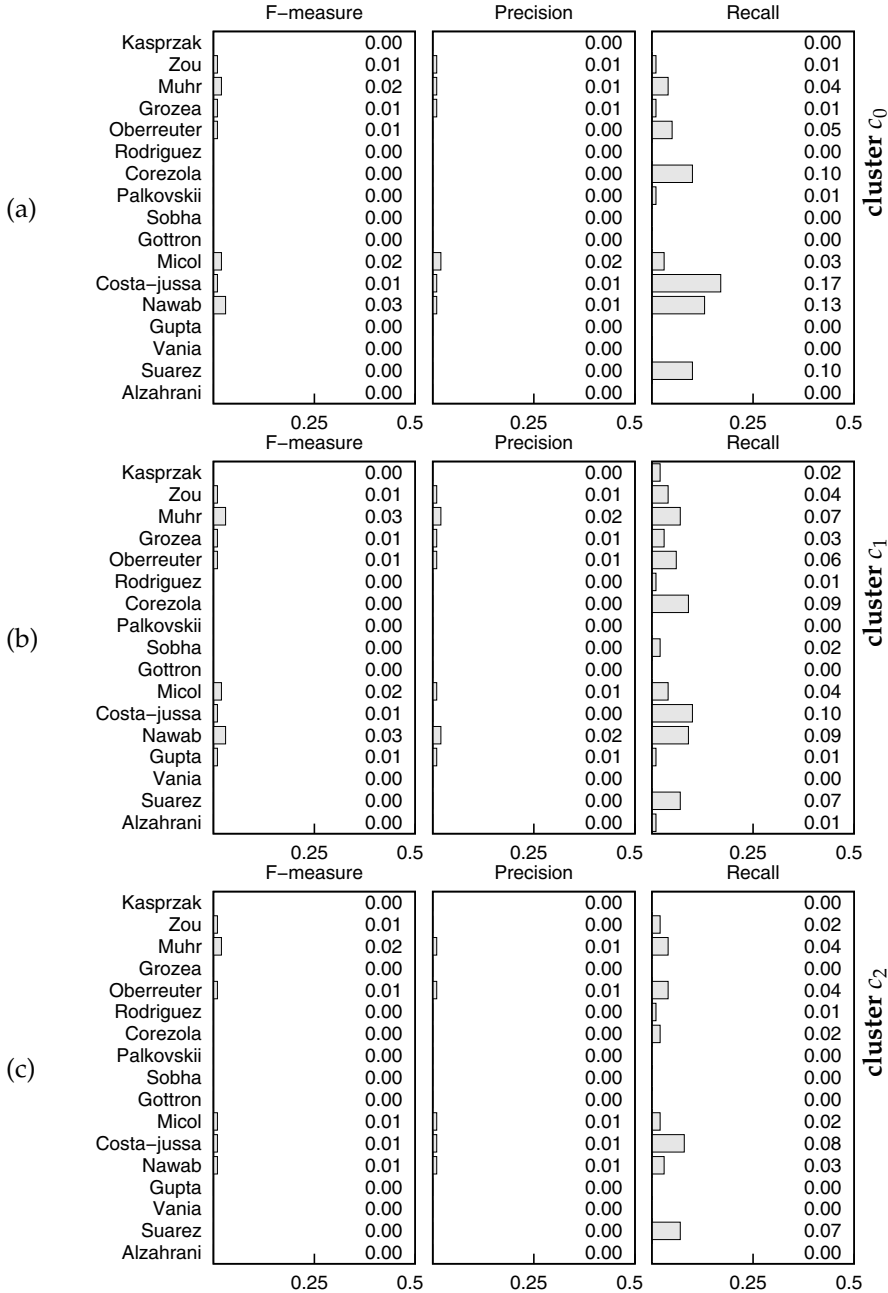 F−measure Precision Recall
Kasprzak 0.00 0.00 0.00
Zou 0.01 0.01 0.01
Muhr 0.02 0.01 0.04
Grozea 0.01 0.01 0.01
Oberreuter 0.01 0.00 0.05
Rodriguez 0.00 0.00 0.00
Corezola 0.00 0.00 0.10
Palkovskii 0.00 0.00 0.01
(a)
Sobha 0.00 0.00 0.00
Gottron 0.00 0.00 0.00
Micol 0.02 0.02 0.03
Costa−jussa 0.01 0.01 0.17
Nawab 0.03 0.01 0.13
Gupta 0.00 0.00 0.00
Vania 0.00 0.00 0.00
Suarez 0.00 0.00 0.10
Alzahrani 0.00 0.00 0.00
0.25 0.5 0.25 0.5 0.25 0.5
cluster c0
F−measure Precision Recall
Kasprzak 0.00 0.00 0.02
Zou 0.01 0.01 0.04
Muhr 0.03 0.02 0.07
Grozea 0.01 0.01 0.03
Oberreuter 0.01 0.01 0.06
Rodriguez 0.00 0.00 0.01
Corezola 0.00 0.00 0.09
Palkovskii 0.00 0.00 0.00
(b)
Sobha 0.00 0.00 0.02
Gottron 0.00 0.00 0.00
Micol 0.02 0.01 0.04
Costa−jussa 0.01 0.00 0.10
Nawab 0.03 0.02 0.09
Gupta 0.01 0.01 0.01
Vania 0.00 0.00 0.00
Suarez 0.00 0.00 0.07
Alzahrani 0.00 0.00 0.01
0.25 0.5 0.25 0.5 0.25 0.5
cluster c1
F−measure Precision Recall
Kasprzak 0.00 0.00 0.00
Zou 0.01 0.00 0.02
Muhr 0.02 0.01 0.04
Grozea 0.00 0.00 0.00
Oberreuter 0.01 0.01 0.04
Rodriguez 0.00 0.00 0.01
Corezola 0.00 0.00 0.02
Palkovskii 0.00 0.00 0.00
(c)
Sobha 0.00 0.00 0.00
Gottron 0.00 0.00 0.00
Micol 0.01 0.01 0.02
Costa−jussa 0.01 0.01 0.08
Nawab 0.01 0.01 0.03
Gupta 0.00 0.00 0.00
Vania 0.00 0.00 0.00
Suarez 0.00 0.00 0.07
Alzahrani 0.00 0.00 0.00
0.25 0.5 0.25 0.5 0.25 0.5
cluster c2